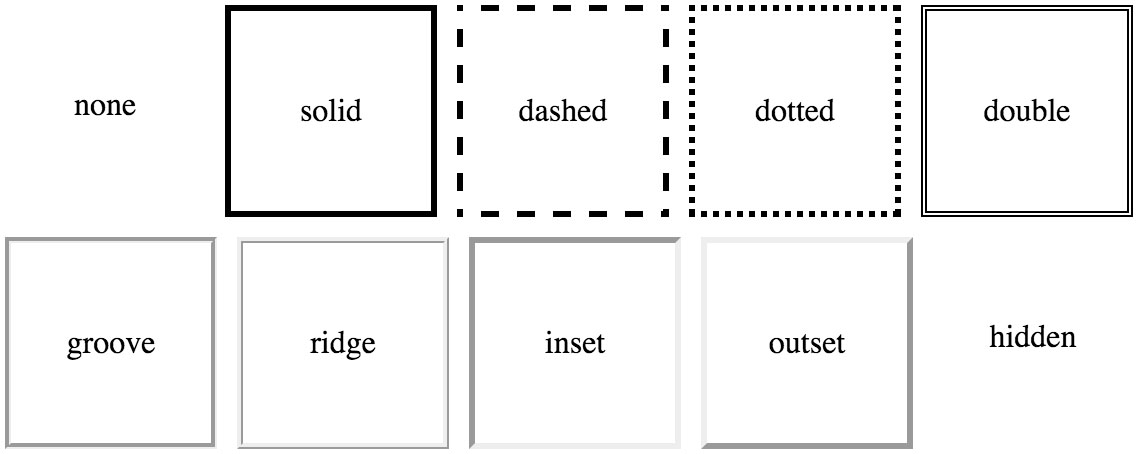 none
solid
dashed
dotted
double
groove
ridge
inset
outset
hidden